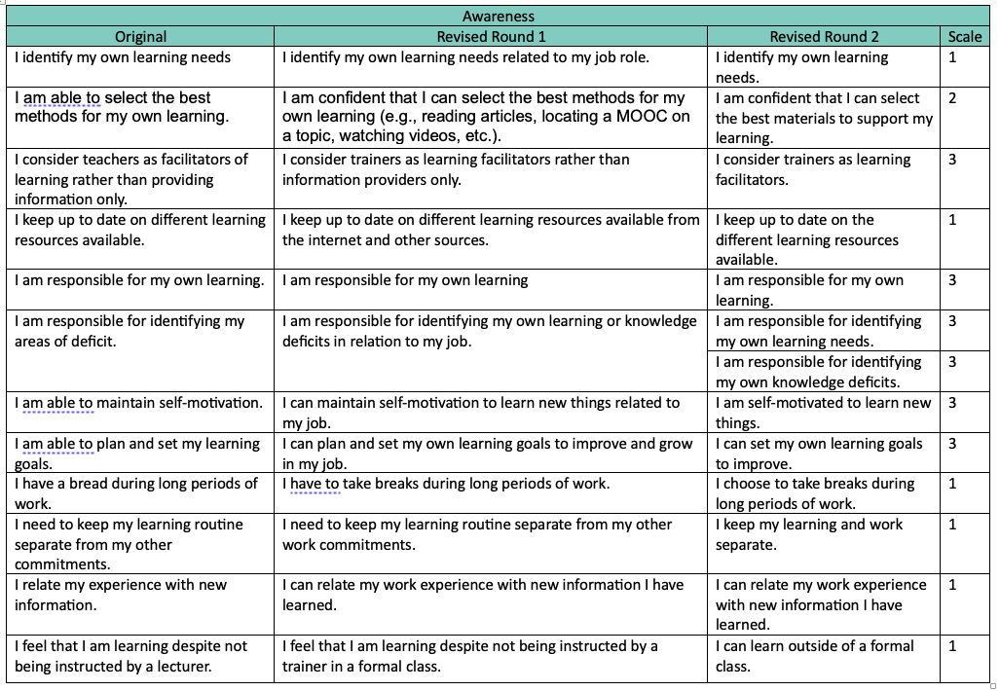 Awareness
Original
Revised Round 1
Revised Round 2
Scale
I identify my own learning needs
I identify my own learning needs related to my job role.
I identify my own learning
needs.
1
I am able to select the best
methods for my own learning.
I am confident that I can select the best methods for my
own learning (e.g., reading articles, locating a MOOC on
a topic, watching videos, etc.).
I am confident that I can select
the best materials to support my
learning.
2
I consider teachers as facilitators of
learning rather than providing
information only.
I consider trainers as learning facilitators rather than
information providers only.
I consider trainers as learning
facilitators.
3
I keep up to date on different learning
resources available.
I keep up to date on different learning resources available from
the internet and other sources.
I keep up to date on the
different learning resources
available.
1
I am responsible for my own learning.
I am responsible for my own learning
I am responsible for my own
learning.
3
I am responsible for identifying my
areas of deficit.
I am responsible for identifying my own learning or knowledge
deficits in relation to my job.
I am responsible for identifying
my own learning needs.
3
I am responsible for identifying
my own knowledge deficits.
3
I am able to maintain self-motivation.
I can maintain self-motivation to learn new things related to
my job.
I am self-motivated to learn new
things.
3
I am able to plan and set my learning
goals.
I can plan and set my own learning goals to improve and grow
in my job.
I can set my own learning goals
to improve.
3
I have a bread during long periods of
work.
I have to take breaks during long periods of work.
I choose to take breaks during
long periods of work.
1
I need to keep my learning routine
separate from my other
commitments.
I need to keep my learning routine separate from my other
work commitments.
I keep my learning and work
separate.
1
I relate my experience with new
information.
I can relate my work experience with new information I have
learned.
I can relate my work experience
with new information I have
learned.
1
I feel that I am learning despite not
being instructed by a lecturer.
I feel that I am learning despite not being instructed by a
trainer in a formal class.
I can learn outside of a formal
class.
1